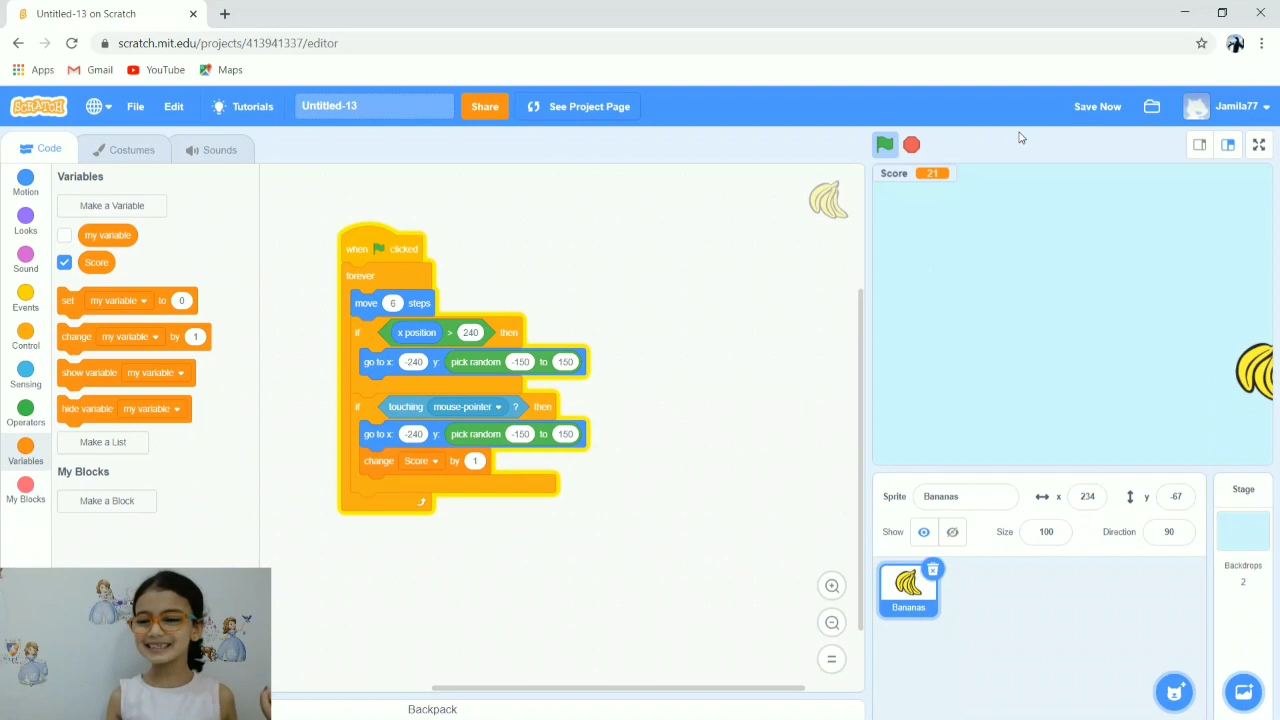 Untitled-13 on Scratch
scratch.mit.edu/projects/413941337/editor
Apps Gmail YouTube Maps
SCRATCH File Edit Tutorials Untitled-13 Share See Project Page Save Now Jamila77
Code Costumes Sounds
Motion
Looks
Sound
Events
Control
Sensing
Operators
Variables
My Blocks
Variables
Make a Variable
my variable
Score
set my variable to 0
change my variable by 1
show variable my variable
hide variable my variable
Make a List
My Blocks
Make a Block
when clicked
forever
move 6 steps
if x position > 240 then
go to x: -240 y: pick random -150 to 150
if touching mouse-pointer ? then
go to x: -240 y: pick random -150 to 150
change Score by 1
Backpack
Score 21
Sprite Bananas x 234 y -67
Show Size 100 Direction 90
Bananas
Stage
Backdrops
2